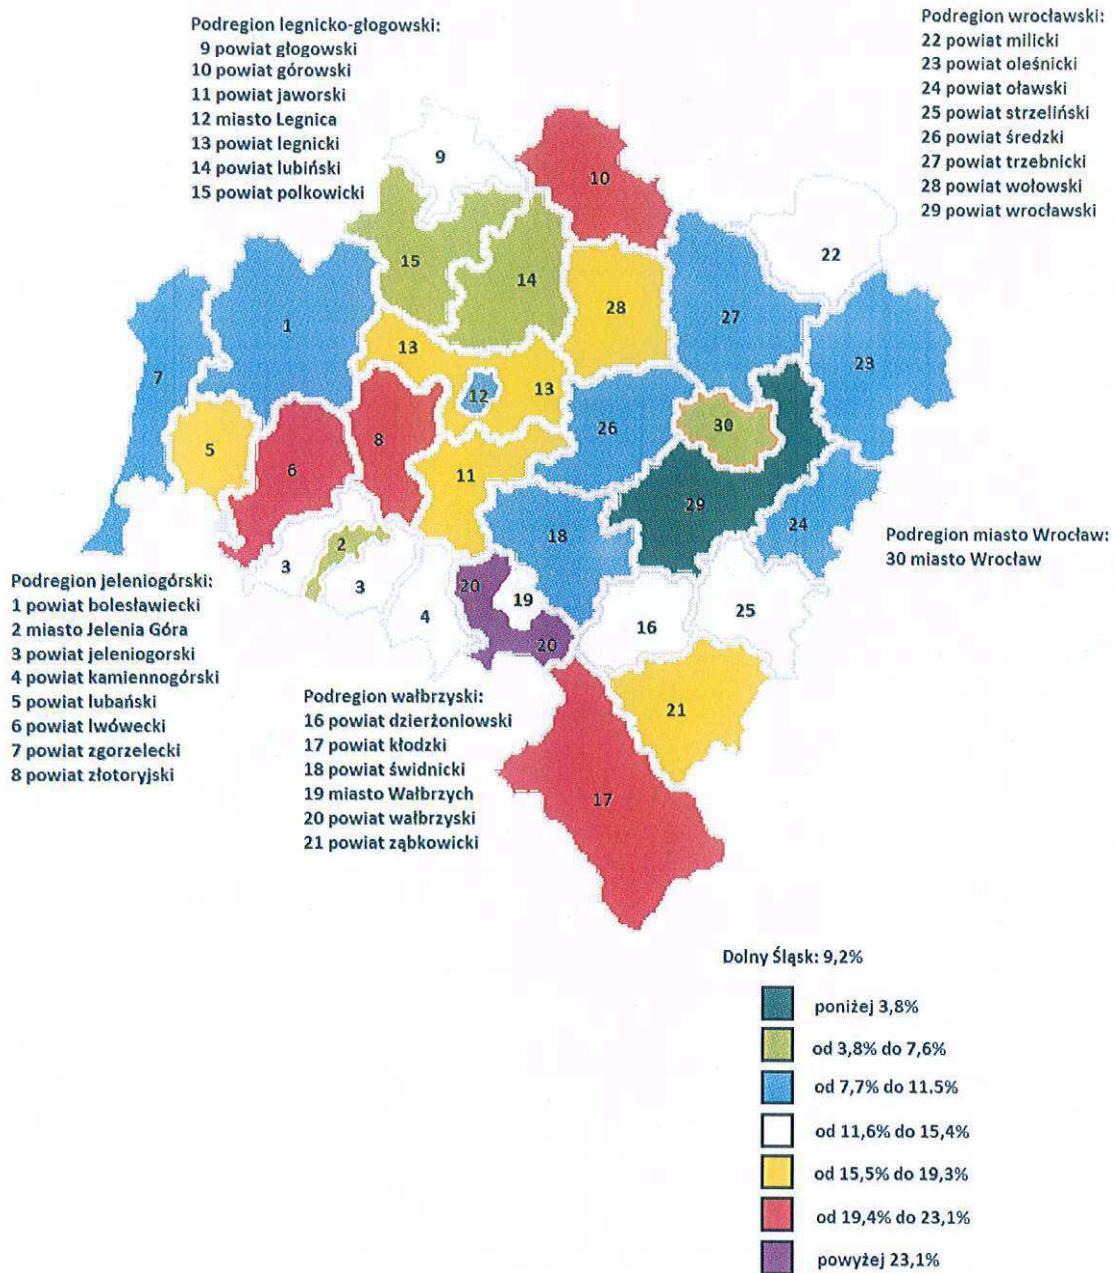 Podregion legnicko-głogowski:
9 powiat głogowski
10 powiat górowski
11 powiat jaworski
12 miasto Legnica
13 powiat legnicki
14 powiat lubiński
15 powiat polkowicki
Podregion wrocławski:
22 powiat milicki
23 powiat oleśnicki
24 powiat oławski
25 powiat strzeliński
26 powiat średzki
27 powiat trzebnicki
28 powiat wołowski
29 powiat wrocławski
9
10
22
15
14
28
27
1
7
13
13
12
23
5
6
8
11
26
30
29
24
18
2
3
3
4
20
19
20
16
25
21
17
Podregion miasto Wrocław:
30 miasto Wrocław
Podregion jeleniogórski:
1 powiat bolesławiecki
2 miasto Jelenia Góra
3 powiat jeleniogorski
4 powiat kamiennogórski
5 powiat lubański
6 powiat lwówecki
7 powiat zgorzelecki
8 powiat złotoryjski
Podregion wałbrzyski:
16 powiat dzierżoniowski
17 powiat kłodzki
18 powiat świdnicki
19 miasto Wałbrzych
20 powiat wałbrzyski
21 powiat ząbkowicki
Dolny Śląsk: 9,2%
poniżej 3,8%
od 3,8% do 7,6%
od 7,7% do 11.5%
od 11,6% do 15,4%
od 15,5% do 19,3%
od 19,4% do 23,1%
powyżej 23,1%